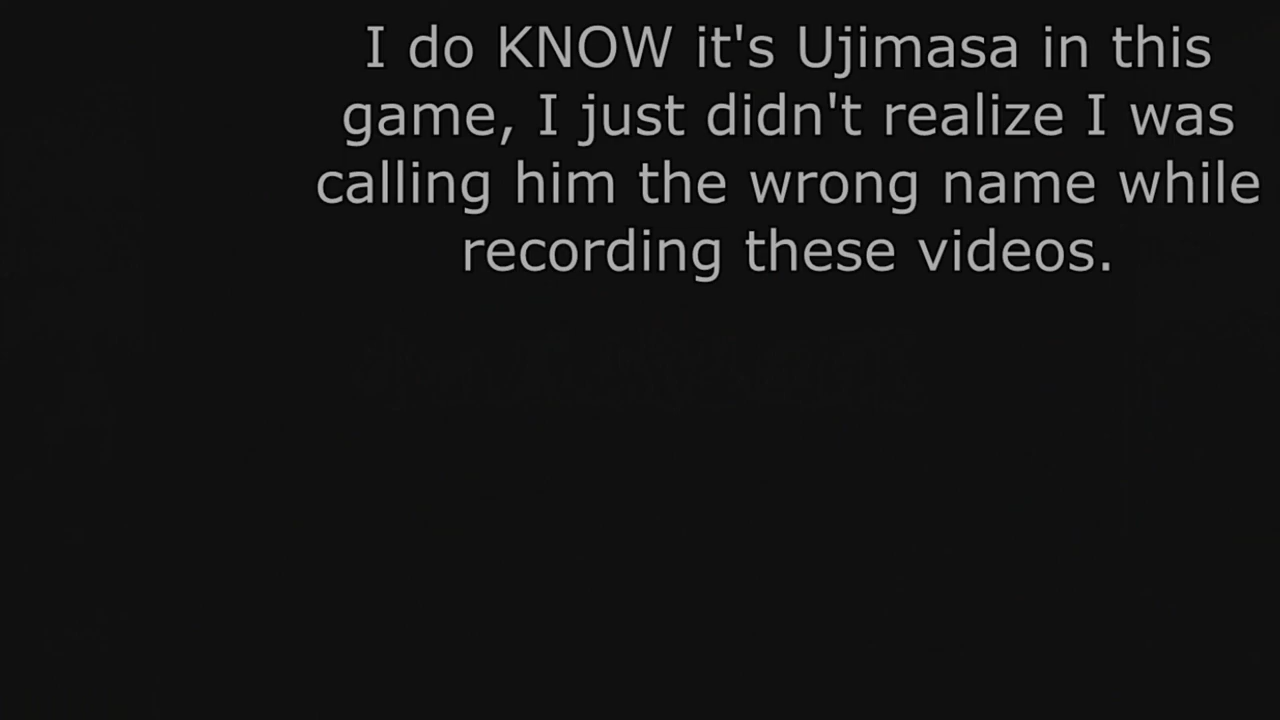 I do KNOW it's Ujimasa in this
game, I just didn't realize I was
calling him the wrong name while
recording these videos.